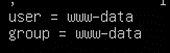 ;
user = www-data
group = www-data